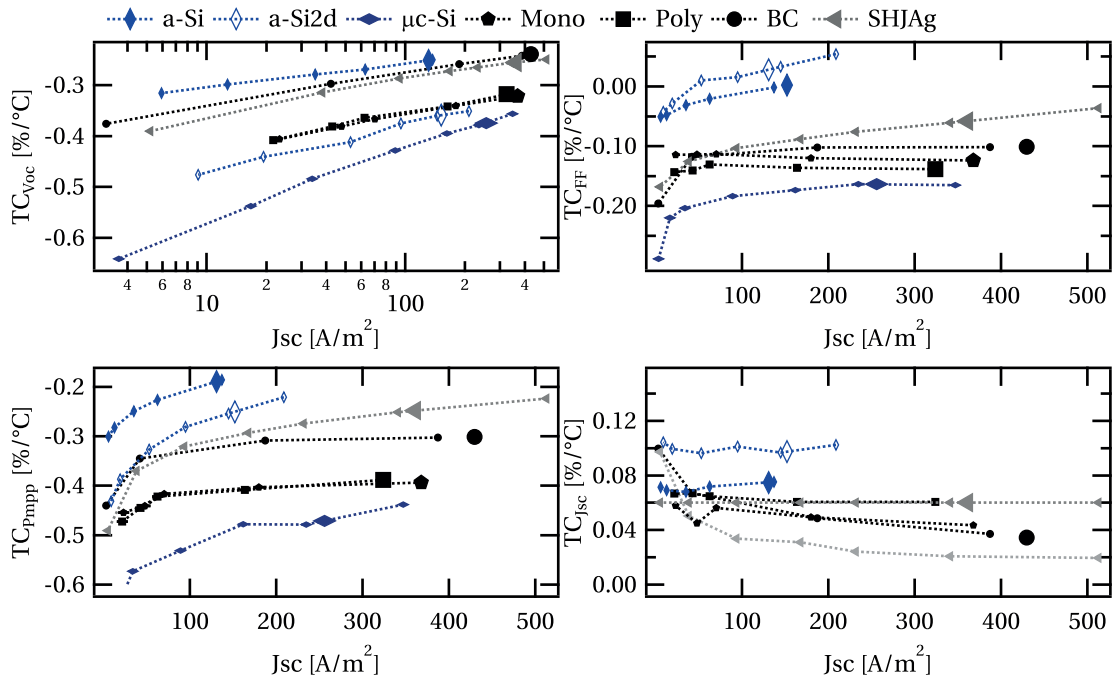 a-Si a-Si2d μc-Si Mono Poly BC SHJAg
TC_Voc [%/°C]
-0.3
-0.4
-0.5
-0.6
4 6 8 10 2 4 6 8 100 2 4
Jsc [A/m²]
TC_FF [%/°C]
0.00
-0.10
-0.20
100 200 300 400 500
Jsc [A/m²]
TC_Pmpp [%/°C]
-0.2
-0.3
-0.4
-0.5
-0.6
100 200 300 400 500
Jsc [A/m²]
TC_Jsc [%/°C]
0.12
0.08
0.04
0.00
100 200 300 400 500
Jsc [A/m²]